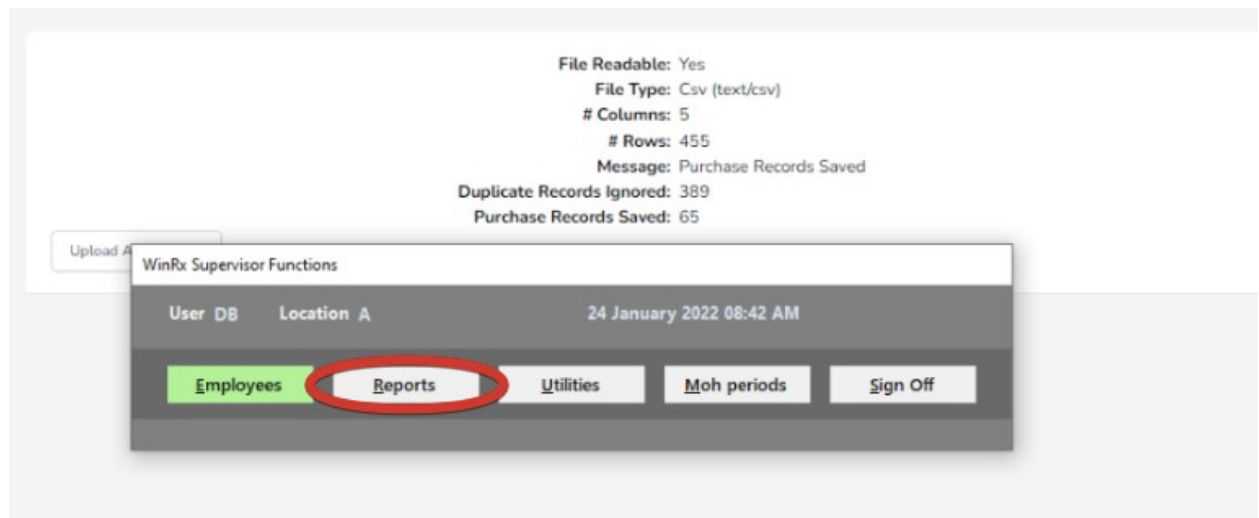 File Readable: Yes
File Type: Csv (text/csv)
# Columns: 5
# Rows: 455
Message: Purchase Records Saved
Duplicate Records Ignored: 389
Purchase Records Saved: 65
Upload A
WinRx Supervisor Functions
User DB Location A 24 January 2022 08:42 AM
Employees Reports Utilities Moh periods Sign Off